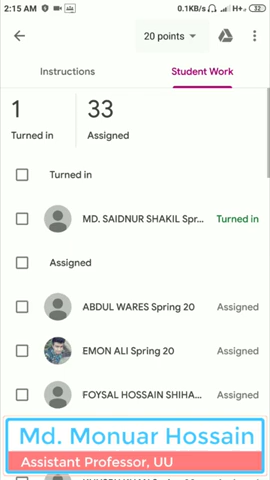 2:15 AM 0.1KB/s H+ 32
20 points
Instructions Student Work
1 33
Turned in Assigned
Turned in
MD. SAIDNUR SHAKIL Spr... Turned in
Assigned
ABDUL WARES Spring 20 Assigned
EMON ALI Spring 20 Assigned
FOYSAL HOSSAIN SHIHA... Assigned
Md. Monuar Hossain
Assistant Professor, UU